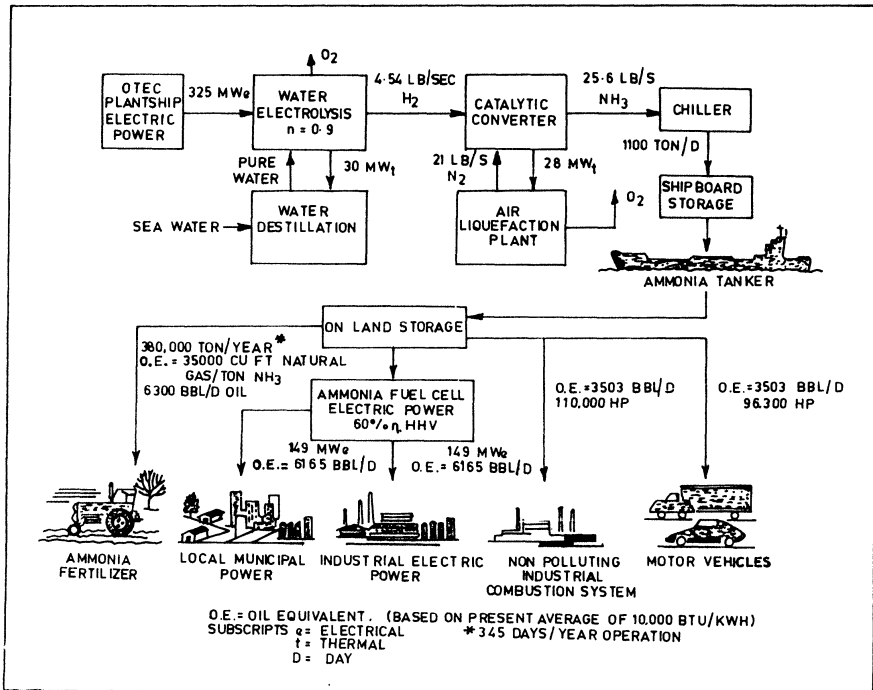 O₂
OTEC
PLANTSHIP
ELECTRIC
POWER
325 MWe
WATER
ELECTROLYSIS
n = 0.9
4.54 LB/SEC
H₂
CATALYTIC
CONVERTER
25.6 LB/S
NH₃
CHILLER
PURE
WATER
30 MWt
21 LB/S
N₂
28 MWt
1100 TON/D
SEA WATER
WATER
DESTILLATION
AIR
LIQUEFACTION
PLANT
O₂
SHIPBOARD
STORAGE
AMMONIA TANKER
ON LAND STORAGE
380,000 TON/YEAR*
O.E. = 35000 CU FT NATURAL
GAS/TON NH₃
6300 BBL/D OIL
AMMONIA FUEL CELL
ELECTRIC POWER
60% η HHV
O.E.=3503 BBL/D
110,000 HP
O.E.=3503 BBL/D
96.300 HP
149 MWe
O.E.= 6165 BBL/D
149 MWe
O.E.= 6165 BBL/D
AMMONIA
FERTILIZER
LOCAL MUNICIPAL
POWER
INDUSTRIAL ELECTRIC
POWER
NON POLLUTING
INDUSTRIAL
COMBUSTION SYSTEM
MOTOR VEHICLES
O.E.= OIL EQUIVALENT. (BASED ON PRESENT AVERAGE OF 10,000 BTU/KWH)
SUBSCRIPTS e = ELECTRICAL *345 DAYS/YEAR OPERATION
t = THERMAL
D = DAY